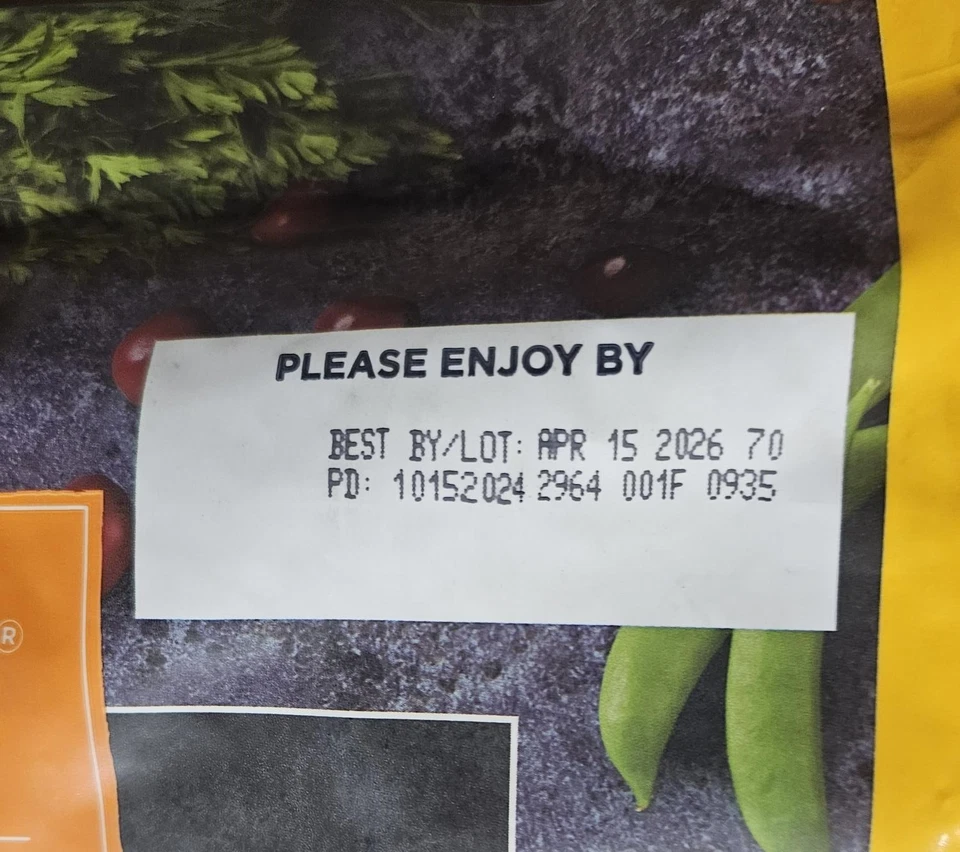 PLEASE ENJOY BY
BEST BY/LOT: APR 15 2026 70
PD: 10152024 2964 001F 0935
®